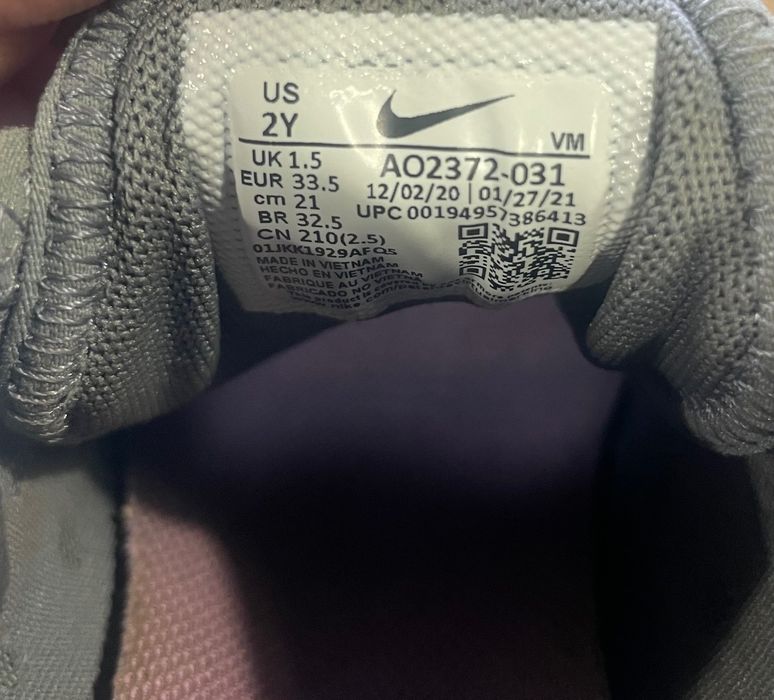 US
2Y
VM
UK 1.5
EUR 33.5
cm 21
BR 32.5
CN 210(2.5)
01JKK1929AFQS
MADE IN VIETNAM
HECHO EN VIETNAM
FABRIQUE AU VIETNAM
FABRICADO NO
AO2372-031
12/02/20 | 01/27/21
UPC 00194957386413